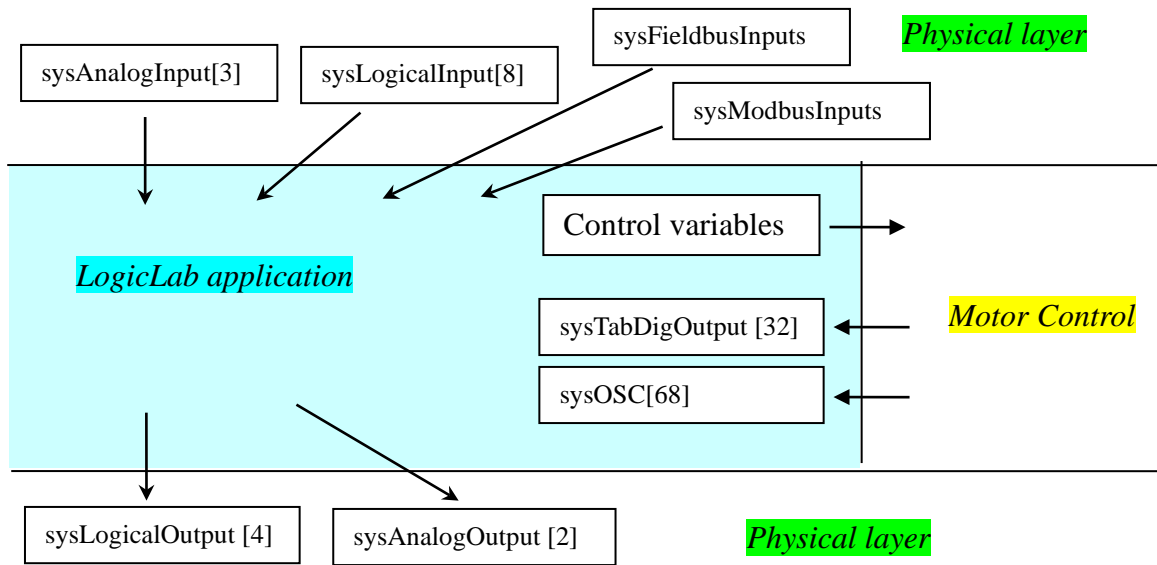 sysFieldbusInputs
Physical layer
sysAnalogInput[3]
sysLogicalInput[8]
sysModbusInputs
Control variables
LogicLab application
sysTabDigOutput [32]
Motor Control
sysOSC[68]
sysLogicalOutput [4]
sysAnalogOutput [2]
Physical layer